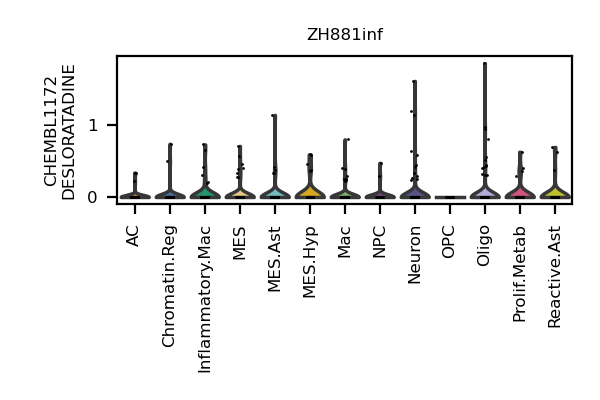 ZH881inf
CHEMBL1172
DESLORATADINE
1
0
AC
Chromatin.Reg
Inflammatory.Mac
MES
MES.Ast
MES.Hyp
Mac
NPC
Neuron
OPC
Oligo
Prolif.Metab
Reactive.Ast